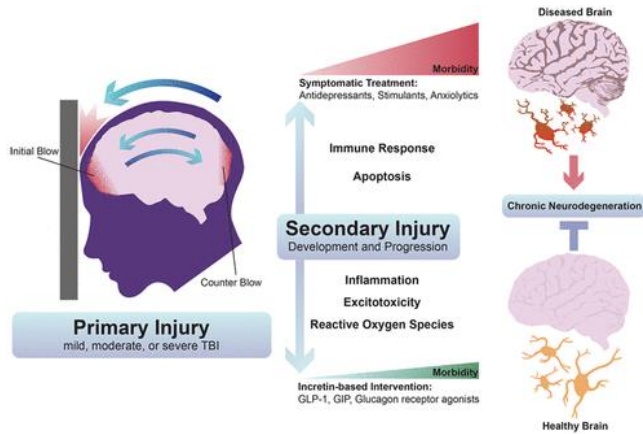 Diseased Brain
Morbidity
Symptomatic Treatment:
Antidepressants, Stimulants, Anxiolytics
Initial Blow
Immune Response
Apoptosis
Chronic Neurodegeneration
Secondary Injury
Development and Progression
Counter Blow
Inflammation
Excitotoxicity
Reactive Oxygen Species
Primary Injury
mild, moderate, or severe TBI
Morbidity
Incretin-based Intervention:
GLP-1, GIP, Glucagon receptor agonists
Healthy Brain